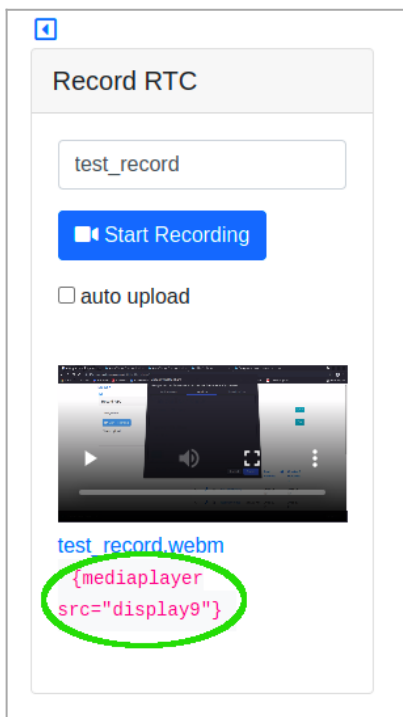 Record RTC
test_record
Start Recording
auto upload
test_record.webm
{mediaplayer
src="display9"}